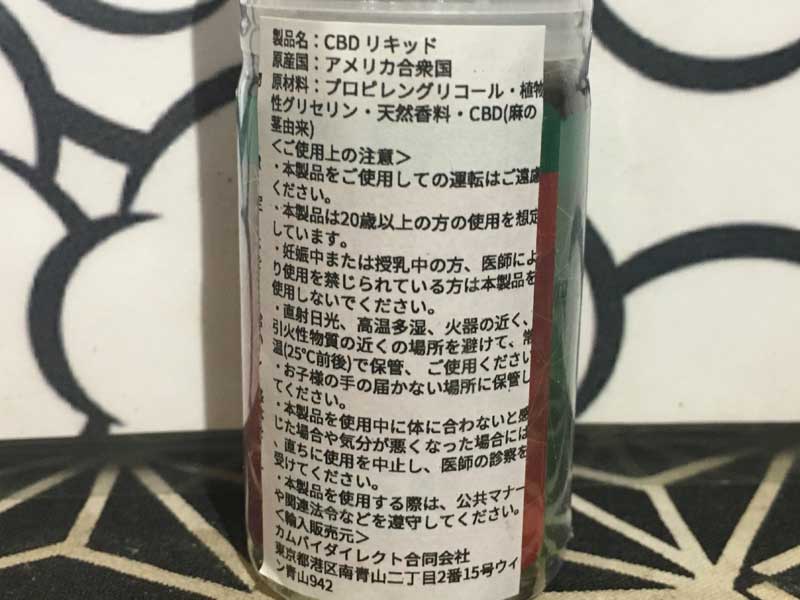 製品名：CBD リキッド
原産国：アメリカ合衆国
原材料：プロピレングリコール・植物
性グリセリン・天然香料・CBD(麻の
茎由来)
＜ご使用上の注意＞
・本製品をご使用しての運転はご遠慮
ください。
・本製品は20歳以上の方の使用を想定
しています。
・妊娠中または授乳中の方、医師によ
り使用を禁じられている方は本製品を
使用しないでください。
・直射日光、高温多湿、火器の近く、
引火性物質の近くの場所を避けて、常
温(25℃前後)で保管、ご使用ください
・お子様の手の届かない場所に保管し
てください。
・本製品を使用中に体に合わないと感
じた場合や気分が悪くなった場合には
、直ちに使用を中止し、医師の診察を
受けてください。
・本製品を使用する際は、公共マナー
や関連法令などを遵守してください。
＜輸入販売元＞
カムバイダイレクト合同会社
東京都港区南青山二丁目2番15号ウィ
ン青山942